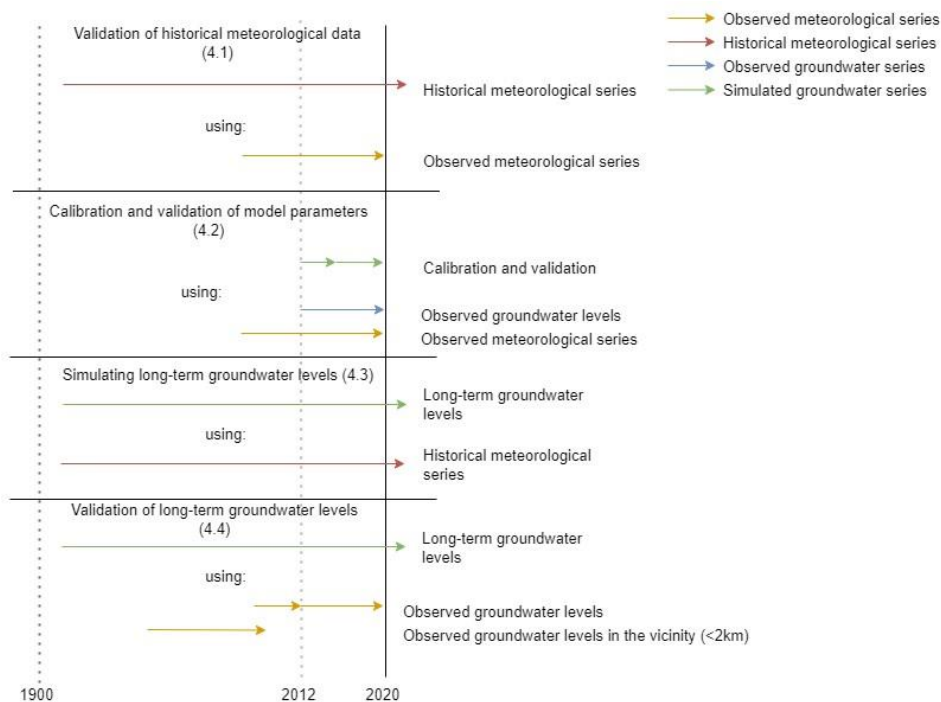 Observed meteorological series
Historical meteorological series
Observed groundwater series
Simulated groundwater series
Validation of historical meteorological data
(4.1)
Historical meteorological series
using:
Observed meteorological series
Calibration and validation of model parameters
(4.2)
Calibration and validation
using:
Observed groundwater levels
Observed meteorological series
Simulating long-term groundwater levels (4.3)
Long-term groundwater
levels
using:
Historical meteorological
series
Validation of long-term groundwater levels
(4.4)
Long-term groundwater
levels
using:
Observed groundwater levels
Observed groundwater levels in the vicinity (<2km)
1900
2012
2020